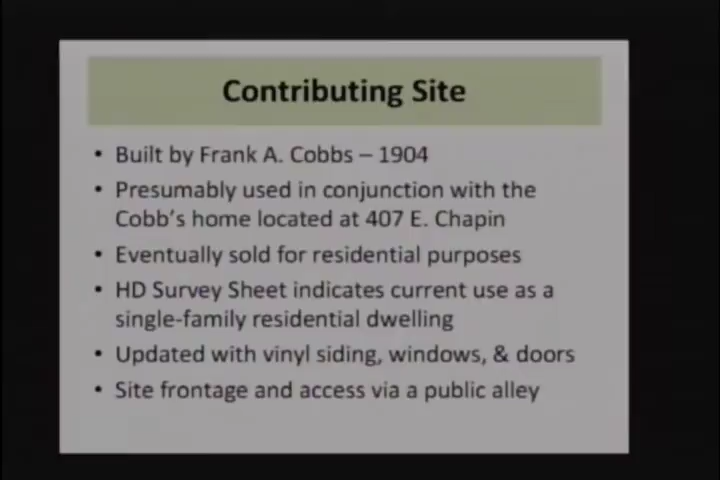 Contributing Site
• Built by Frank A. Cobbs – 1904
• Presumably used in conjunction with the
Cobb's home located at 407 E. Chapin
• Eventually sold for residential purposes
• HD Survey Sheet indicates current use as a
single-family residential dwelling
• Updated with vinyl siding, windows, & doors
• Site frontage and access via a public alley